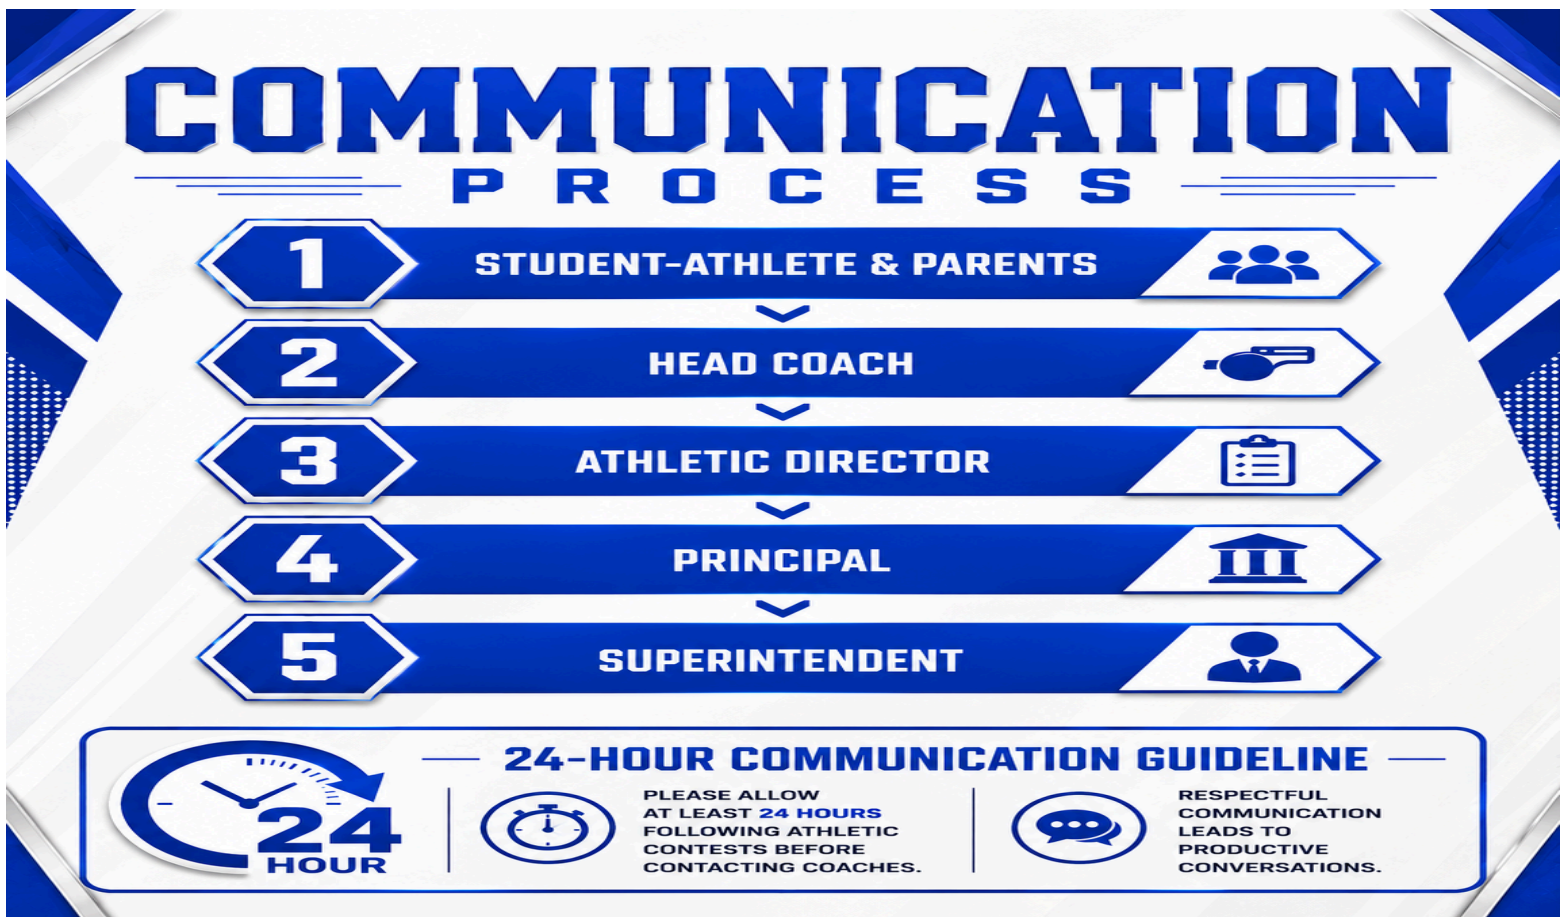 COMMUNICATION
PROCESS
1
STUDENT-ATHLETE & PARENTS
2
HEAD COACH
3
ATHLETIC DIRECTOR
4
PRINCIPAL
5
SUPERINTENDENT
24
HOUR
24-HOUR COMMUNICATION GUIDELINE
PLEASE ALLOW
AT LEAST 24 HOURS
FOLLOWING ATHLETIC
CONTESTS BEFORE
CONTACTING COACHES.
RESPECTFUL
COMMUNICATION
LEADS TO
PRODUCTIVE
CONVERSATIONS.